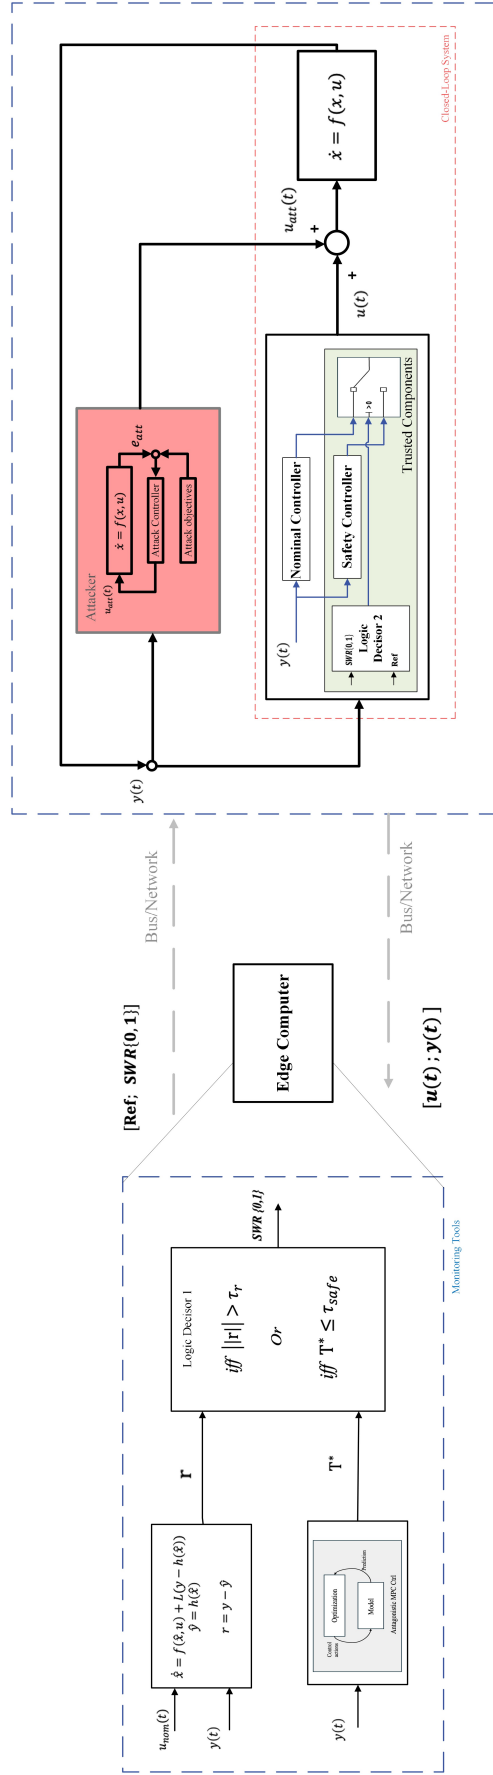 u_nom(t)
y(t)
ẋ̂ = f(x̂,u) + L(y − h(x̂))
ŷ = h(x̂)
r = y − ŷ
r
y(t)
Control actions
Optimization
Prediction
Model
Antagonistic MPC Ctrl
T*
Logic Decisor 1
iff ||r|| > τ_r
Or
iff T* ≤ τ_safe
SWR {0,1}
Monitoring Tools
Edge Computer
[Ref; SWR{0,1}]
Bus/Network
[u(t) ; y(t) ]
Bus/Network
y(t)
Attacker
u_att(t)
ẋ = f(x,u)
e_att
Attack Controller
Attack objectives
y(t)
Nominal Controller
Safety Controller
SWR{0,1}
Logic
Decisor 2
Ref
>0
Trusted Components
u(t)
+
u_att(t)
+
ẋ = f(x,u)
Closed-Loop System